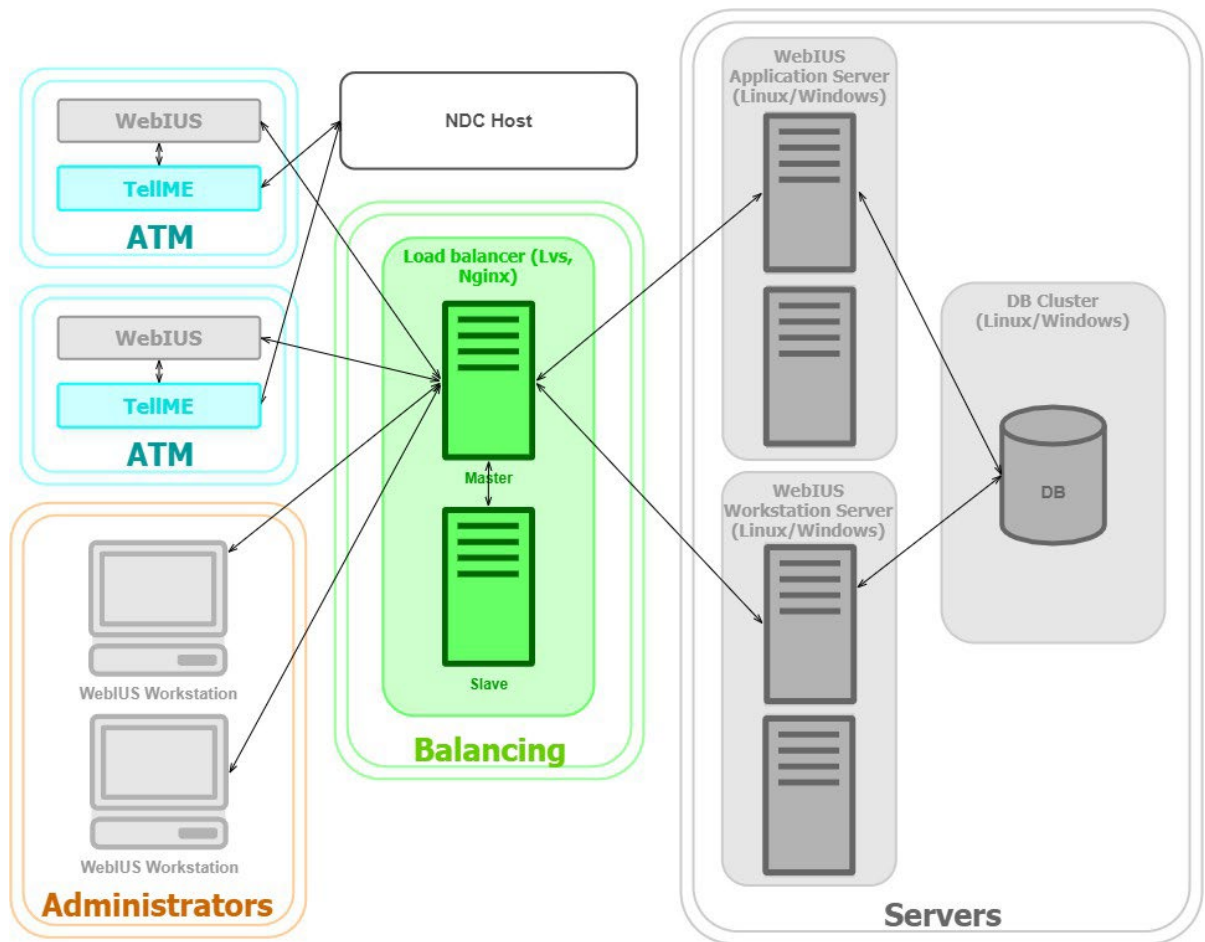 WebIUS
TellME
ATM
WebIUS
TellME
ATM
WebIUS Workstation
WebIUS Workstation
Administrators
NDC Host
Load balancer (Lvs,
Nginx)
Master
Slave
Balancing
WebIUS
Application Server
(Linux/Windows)
WebIUS
Workstation Server
(Linux/Windows)
DB Cluster
(Linux/Windows)
DB
Servers